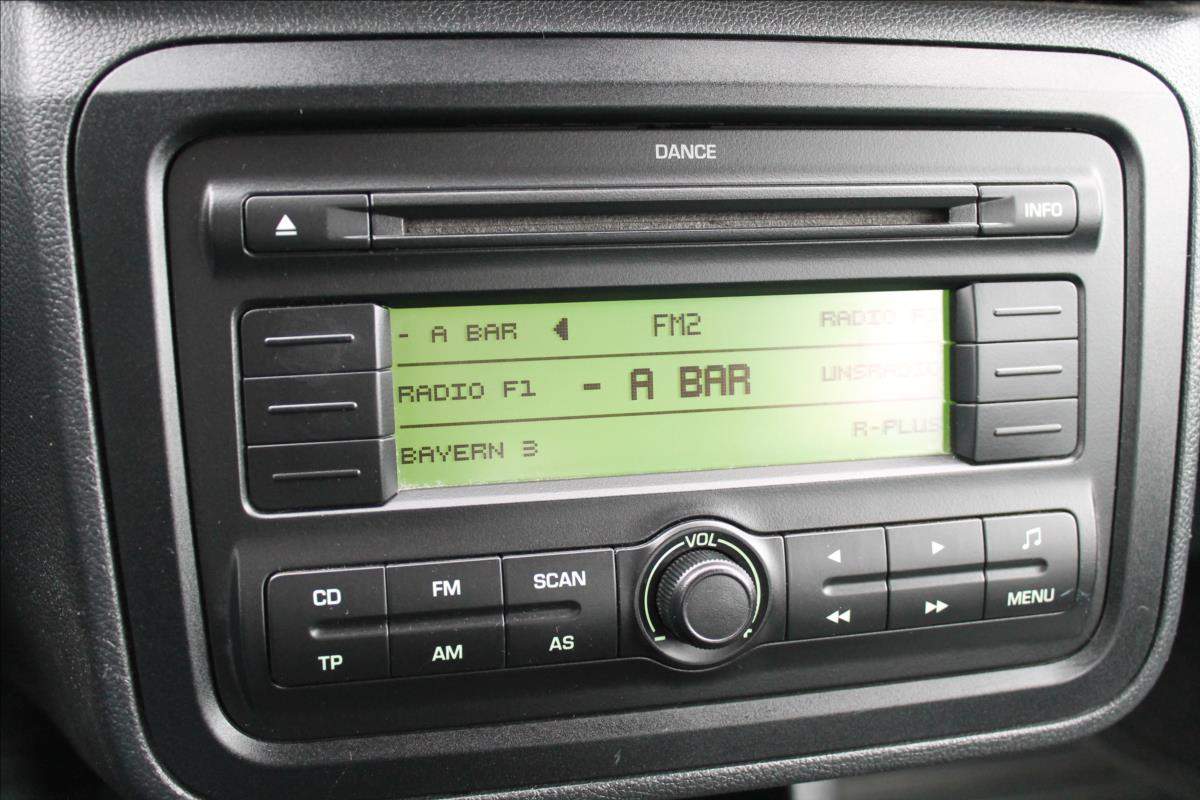 DANCE
INFO
- A BAR FM2 RADIO F1
RADIO F1 - A BAR UNSRADIO
BAYERN 3 R-PLUS
VOL
CD FM SCAN
TP AM AS
MENU